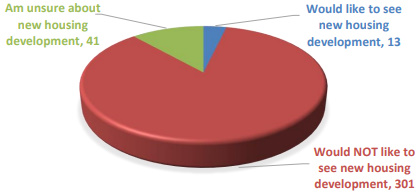 Am unsure about
new housing
development, 41
Would like to see
new housing
development, 13
Would NOT like to
see new housing
development, 301